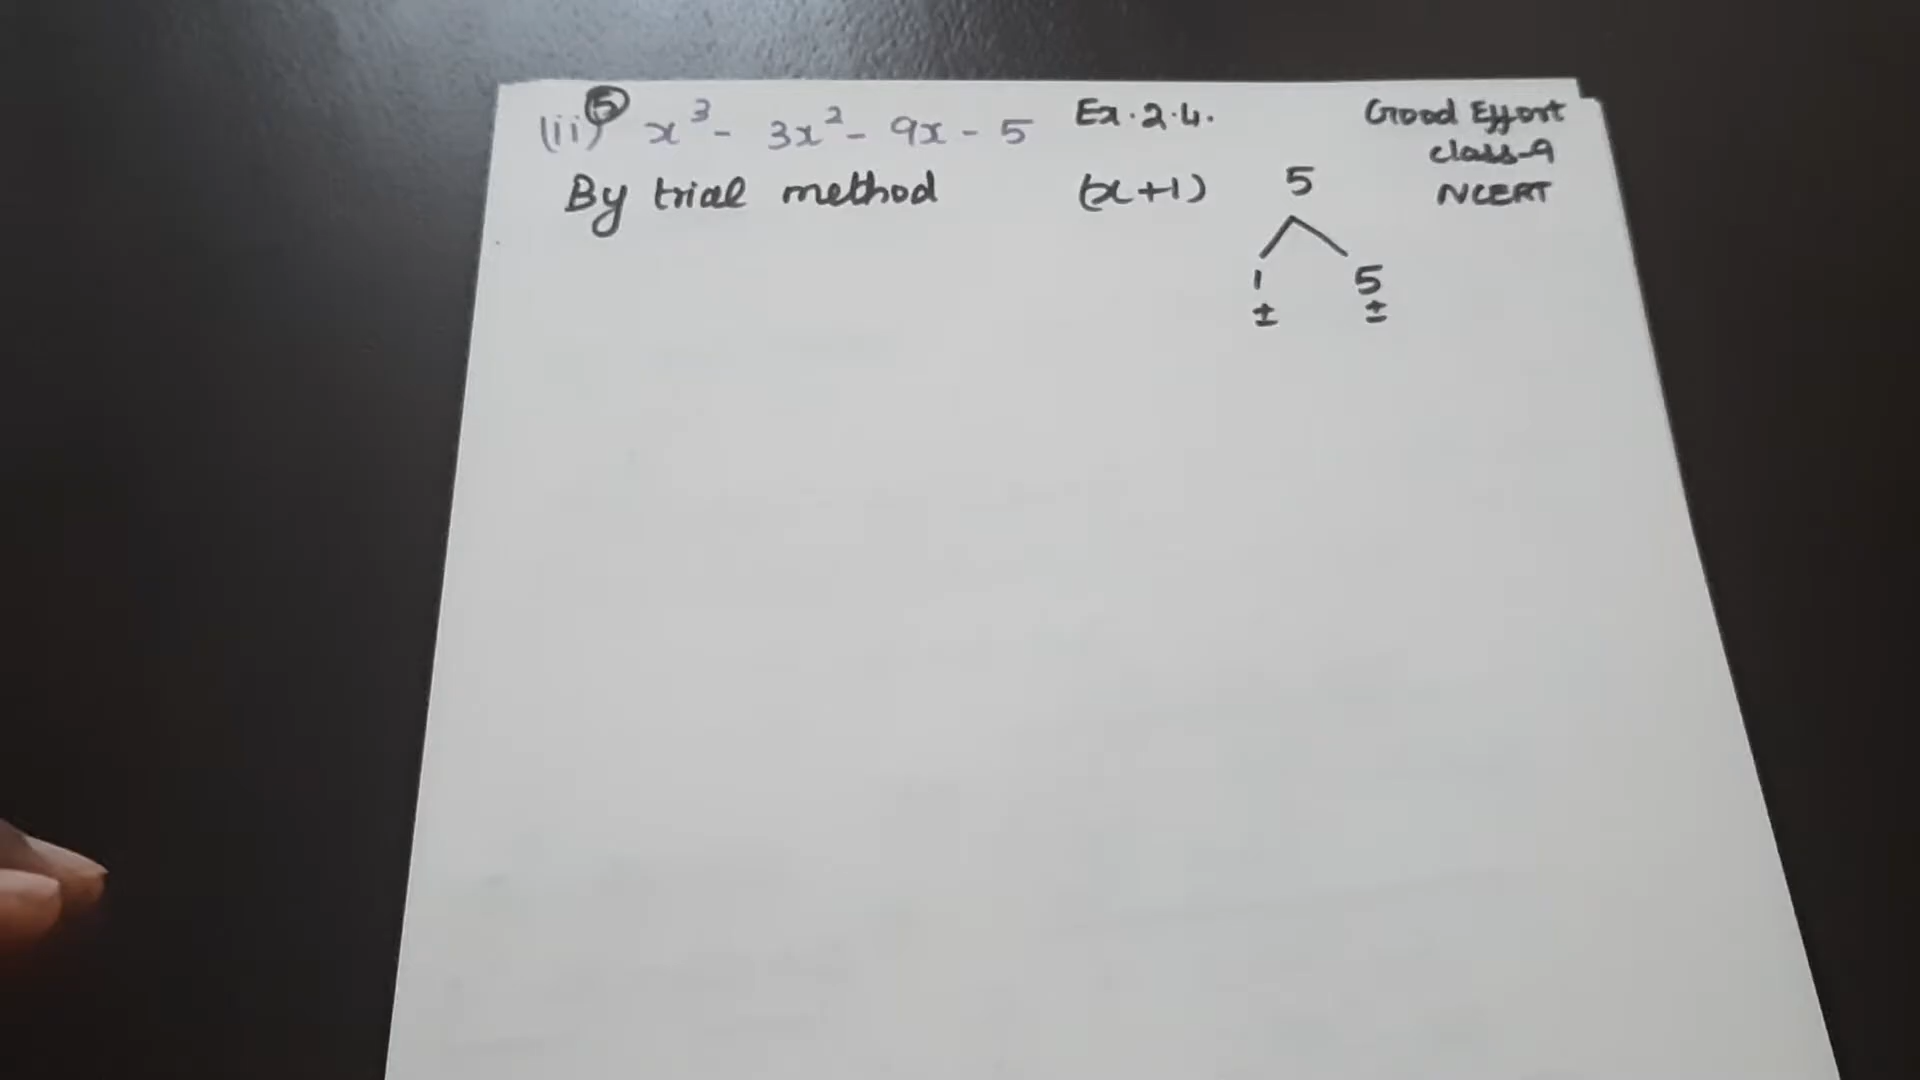 (ii) 5 x³ - 3x² - 9x - 5 Ex. 2.4.
Good Effort
class-9
NCERT
By trial method (x+1)
5
1 5
± ±